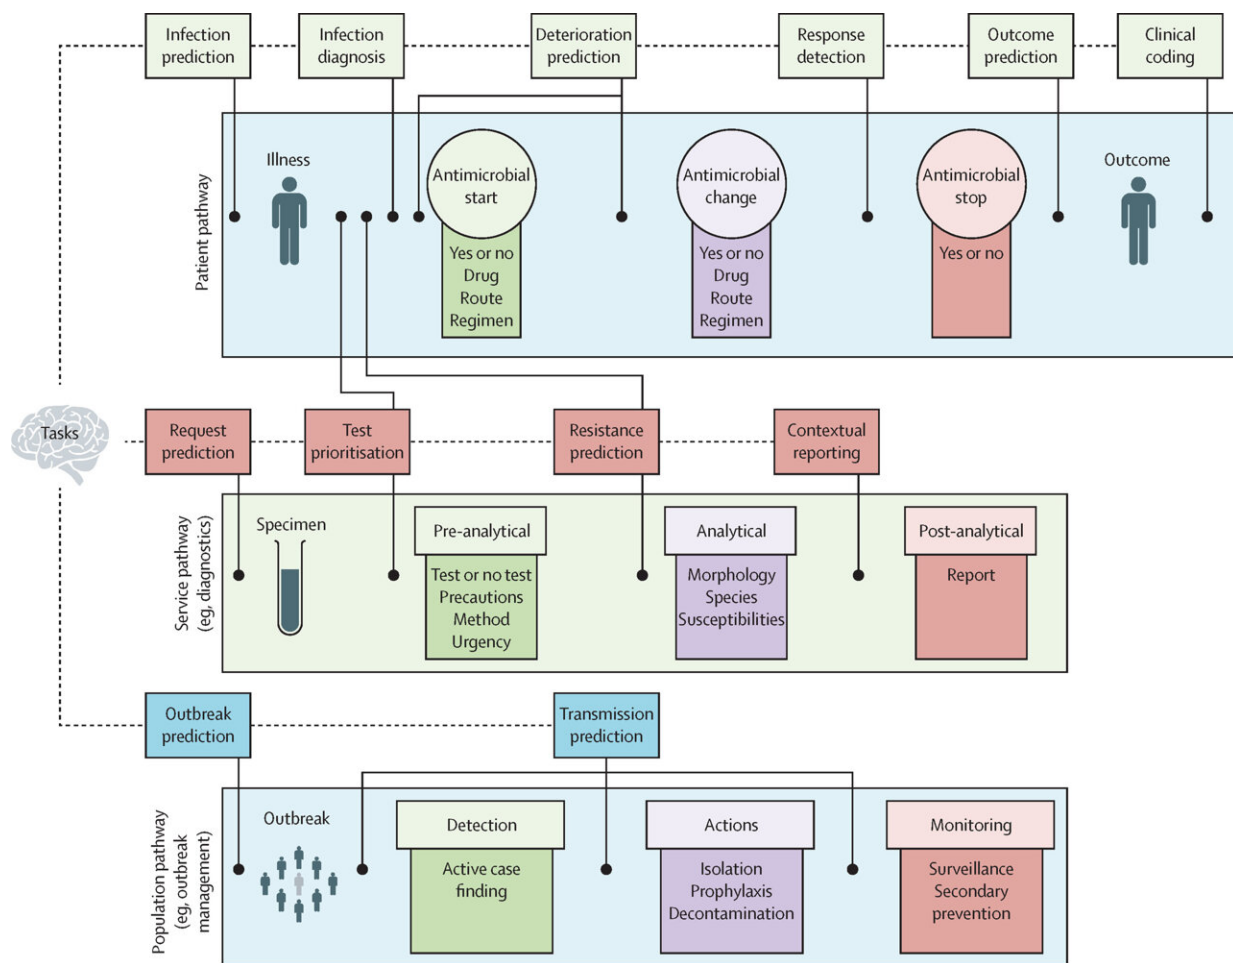 Infection
prediction
Infection
diagnosis
Deterioration
prediction
Response
detection
Outcome
prediction
Clinical
coding
Patient pathway
Illness
Antimicrobial
start
Yes or no
Drug
Route
Regimen
Antimicrobial
change
Yes or no
Drug
Route
Regimen
Antimicrobial
stop
Yes or no
Outcome
Tasks
Request
prediction
Test
prioritisation
Resistance
prediction
Contextual
reporting
Service pathway
(eg, diagnostics)
Specimen
Pre-analytical
Test or no test
Precautions
Method
Urgency
Analytical
Morphology
Species
Susceptibilities
Post-analytical
Report
Outbreak
prediction
Transmission
prediction
Population pathway
(eg, outbreak
management)
Outbreak
Detection
Active case
finding
Actions
Isolation
Prophylaxis
Decontamination
Monitoring
Surveillance
Secondary
prevention